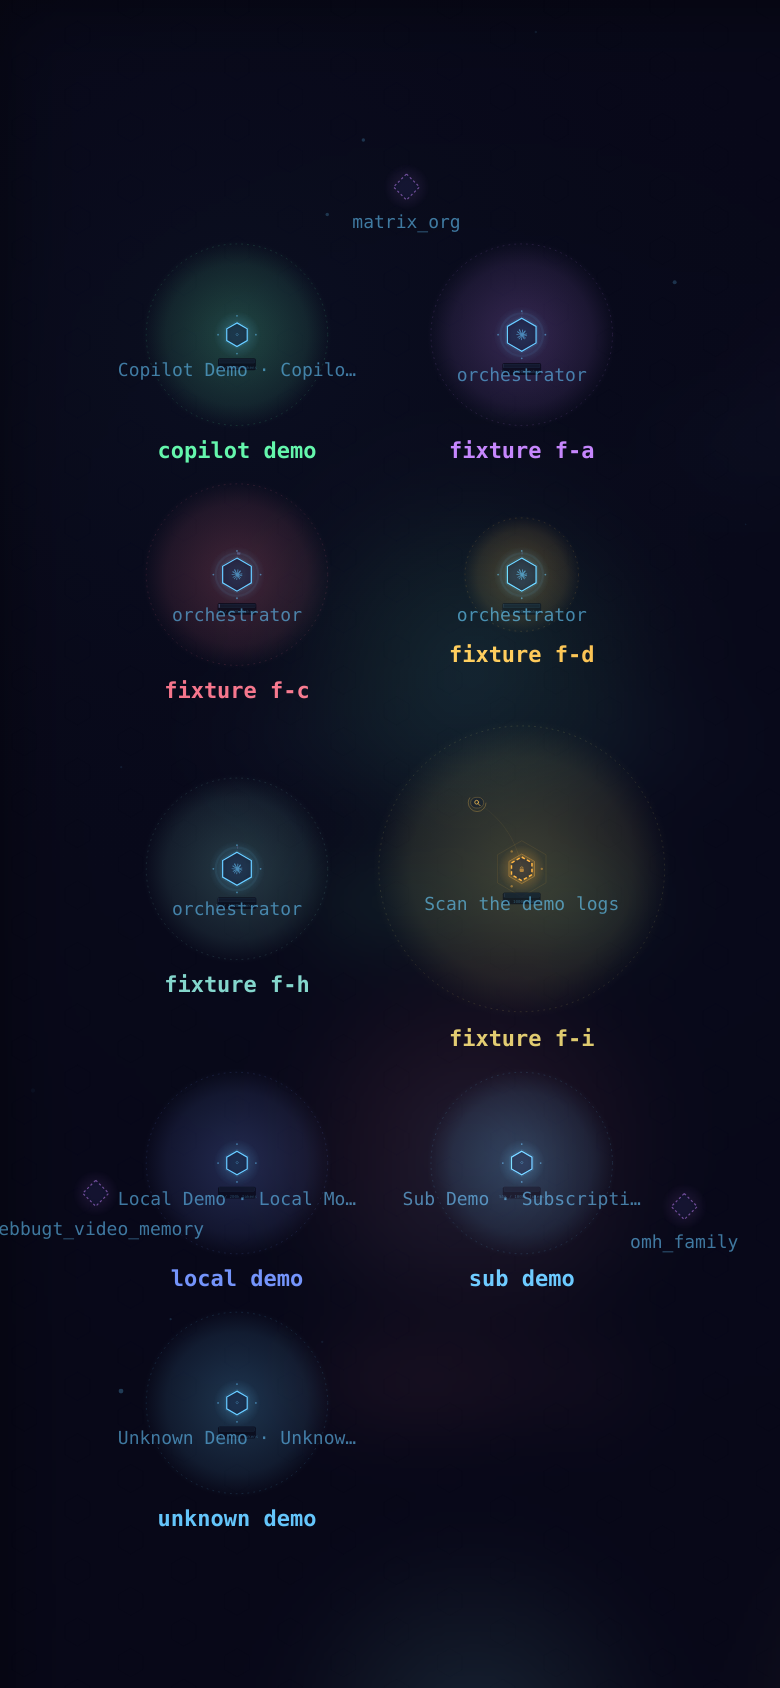 matrix_org
Copilot Demo · Copilo…
orchestrator
copilot demo
fixture f-a
orchestrator
orchestrator
fixture f-d
fixture f-c
orchestrator
Scan the demo logs
fixture f-h
fixture f-i
Local Demo · Local Mo…
Sub Demo · Subscripti…
ebbugt_video_memory
omh_family
local demo
sub demo
Unknown Demo · Unknow…
unknown demo